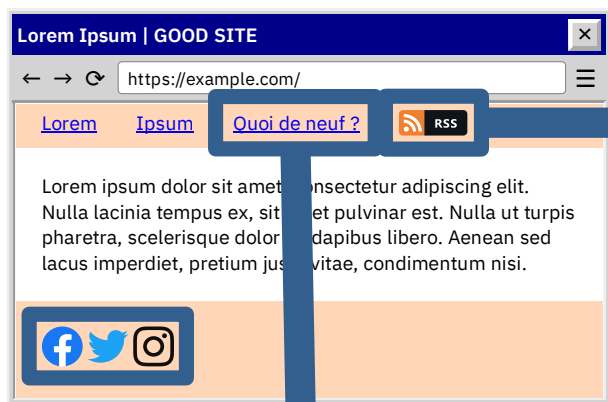 Lorem Ipsum | GOOD SITE
https://example.com/
Lorem Ipsum Quoi de neuf ? RSS
Lorem ipsum dolor sit amet, consectetur adipiscing elit.
Nulla lacinia tempus ex, sit pulvinar est. Nulla ut turpis
pharetra, scelerisque dolor dapibus libero. Aenean sed
lacus imperdiet, pretium vitae, condimentum nisi.